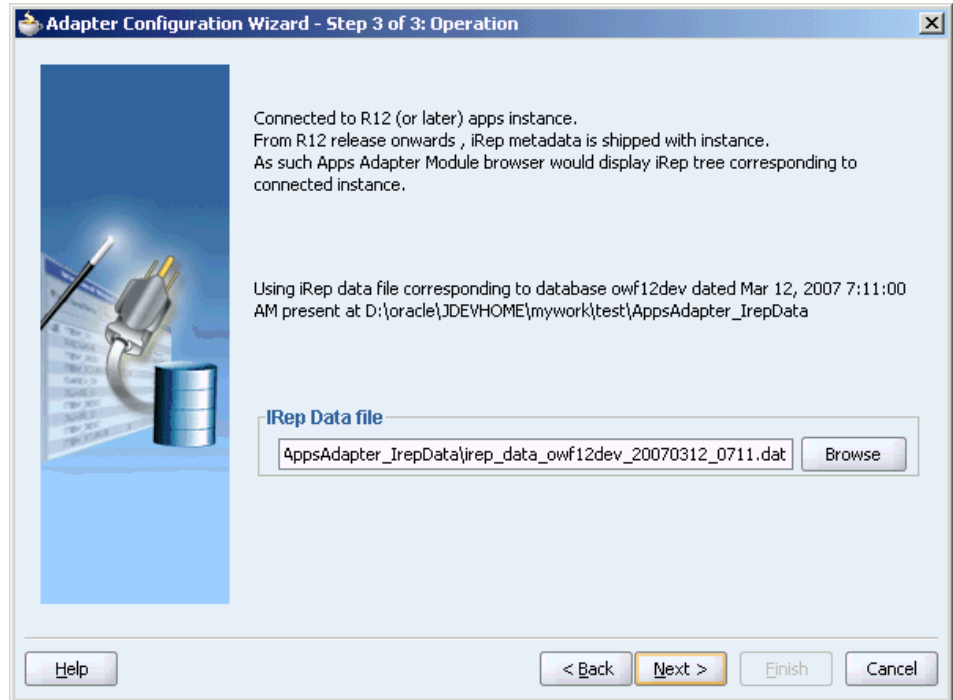 Adapter Configuration Wizard - Step 3 of 3: Operation
Connected to R12 (or later) apps instance.
From R12 release onwards , iRep metadata is shipped with instance.
As such Apps Adapter Module browser would display iRep tree corresponding to
connected instance.
Using iRep data file corresponding to database owf12dev dated Mar 12, 2007 7:11:00
AM present at D:\oracle\JDEVHOME\mywork\test\AppsAdapter_IrepData
IRep Data file
AppsAdapter_IrepData\irep_data_owf12dev_20070312_0711.dat Browse
Help < Back Next > Finish Cancel